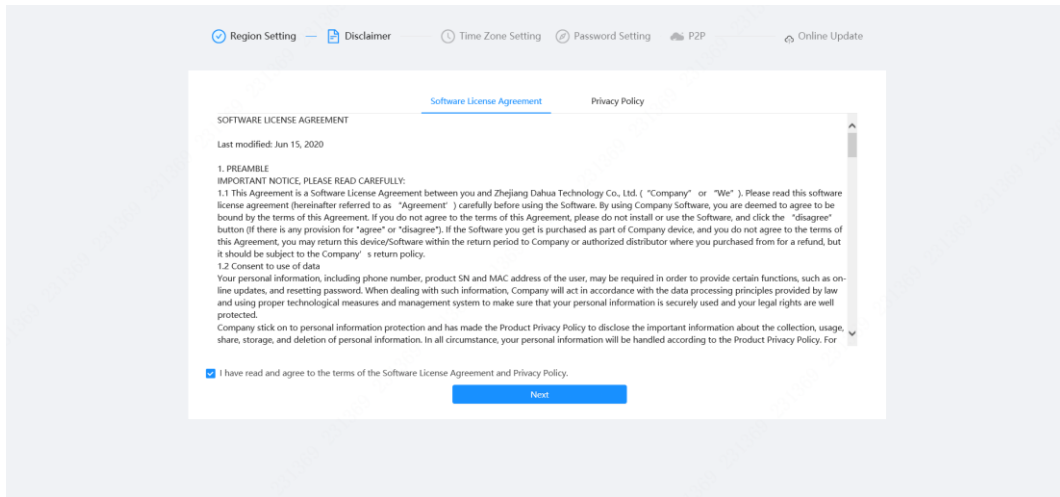 Region Setting — Disclaimer Time Zone Setting Password Setting P2P Online Update
Software License Agreement Privacy Policy
SOFTWARE LICENSE AGREEMENT
Last modified: Jun 15, 2020
1. PREAMBLE
IMPORTANT NOTICE, PLEASE READ CAREFULLY:
1.1 This Agreement is a Software License Agreement between you and Zhejiang Dahua Technology Co., Ltd. ( "Company" or "We" ). Please read this software
license agreement (hereinafter referred to as "Agreement' ) carefully before using the Software. By using Company Software, you are deemed to agree to be
bound by the terms of this Agreement. If you do not agree to the terms of this Agreement, please do not install or use the Software, and click the "disagree"
button (If there is any provision for "agree" or "disagree"). If the Software you get is purchased as part of Company device, and you do not agree to the terms of
this Agreement, you may return this device/Software within the return period to Company or authorized distributor where you purchased from for a refund, but
it should be subject to the Company' s return policy.
1.2 Consent to use of data
Your personal information, including phone number, product SN and MAC address of the user, may be required in order to provide certain functions, such as on-
line updates, and resetting password. When dealing with such information, Company will act in accordance with the data processing principles provided by law
and using proper technological measures and management system to make sure that your personal information is securely used and your legal rights are well
protected.
Company stick on to personal information protection and has made the Product Privacy Policy to disclose the important information about the collection, usage,
share, storage, and deletion of personal information. In all circumstance, your personal information will be handled according to the Product Privacy Policy. For
I have read and agree to the terms of the Software License Agreement and Privacy Policy.
Next